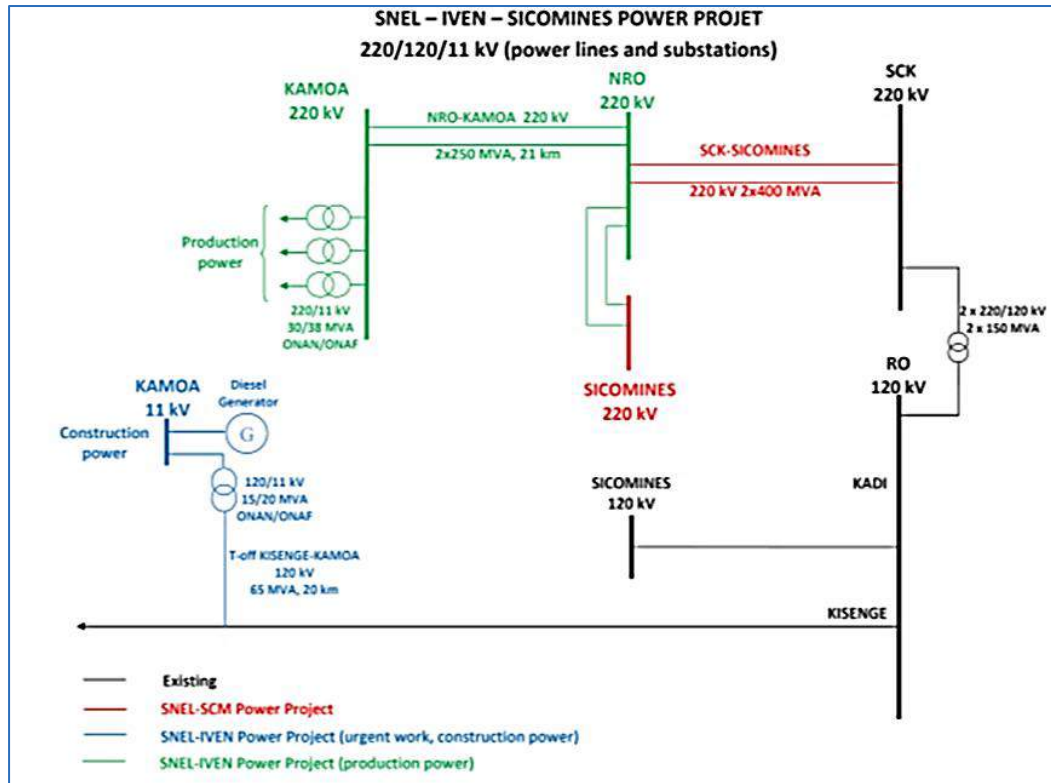 SNEL – IVEN – SICOMINES POWER PROJET
220/120/11 kV (power lines and substations)
KAMOA
220 kV
NRO
220 kV
SCK
220 kV
NRO-KAMOA 220 kV
2x250 MVA, 21 km
SCK-SICOMINES
220 kV 2x400 MVA
Production
power
220/11 kV
30/38 MVA
ONAN/ONAF
2 x 220/120 kV
2 x 150 MVA
RO
120 kV
SICOMINES
220 kV
KAMOA
11 kV
Diesel
Generator
G
Construction
power
120/11 kV
15/20 MVA
ONAN/ONAF
SICOMINES
120 kV
KADI
T-off KISENGE-KAMOA
120 kV
65 MVA, 20 km
KISENGE
Existing
SNEL-SCM Power Project
SNEL-IVEN Power Project (urgent work, construction power)
SNEL-IVEN Power Project (production power)